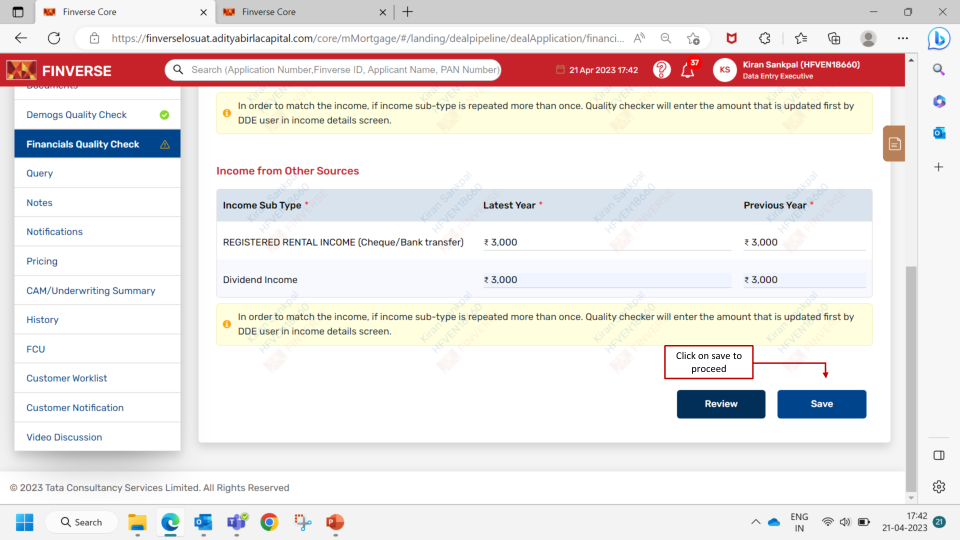 Finverse Core
Finverse Core
https://finverselosuat.adityabirlacapital.com/core/mMortgage/#/landing/dealpipeline/dealApplication/financi...
FINVERSE
Search (Application Number,Finverse ID, Applicant Name, PAN Number)
21 Apr 2023 17:42
37
KS
Kiran Sankpal (HFVEN18660)
Data Entry Executive
Documents
Demogs Quality Check
Financials Quality Check
Query
Notes
Notifications
Pricing
CAM/Underwriting Summary
History
FCU
Customer Worklist
Customer Notification
Video Discussion
In order to match the income, if income sub-type is repeated more than once. Quality checker will enter the amount that is updated first by
DDE user in income details screen.
Income from Other Sources
Income Sub Type * Latest Year * Previous Year *
REGISTERED RENTAL INCOME (Cheque/Bank transfer) ₹ 3,000 ₹ 3,000
Dividend Income ₹ 3,000 ₹ 3,000
In order to match the income, if income sub-type is repeated more than once. Quality checker will enter the amount that is updated first by
DDE user in income details screen.
Click on save to
proceed
Review
Save
Kiran Sankpal
HFVEN18660
FINVERSE
© 2023 Tata Consultancy Services Limited. All Rights Reserved
Search
ENG
IN
17:42
21-04-2023
21